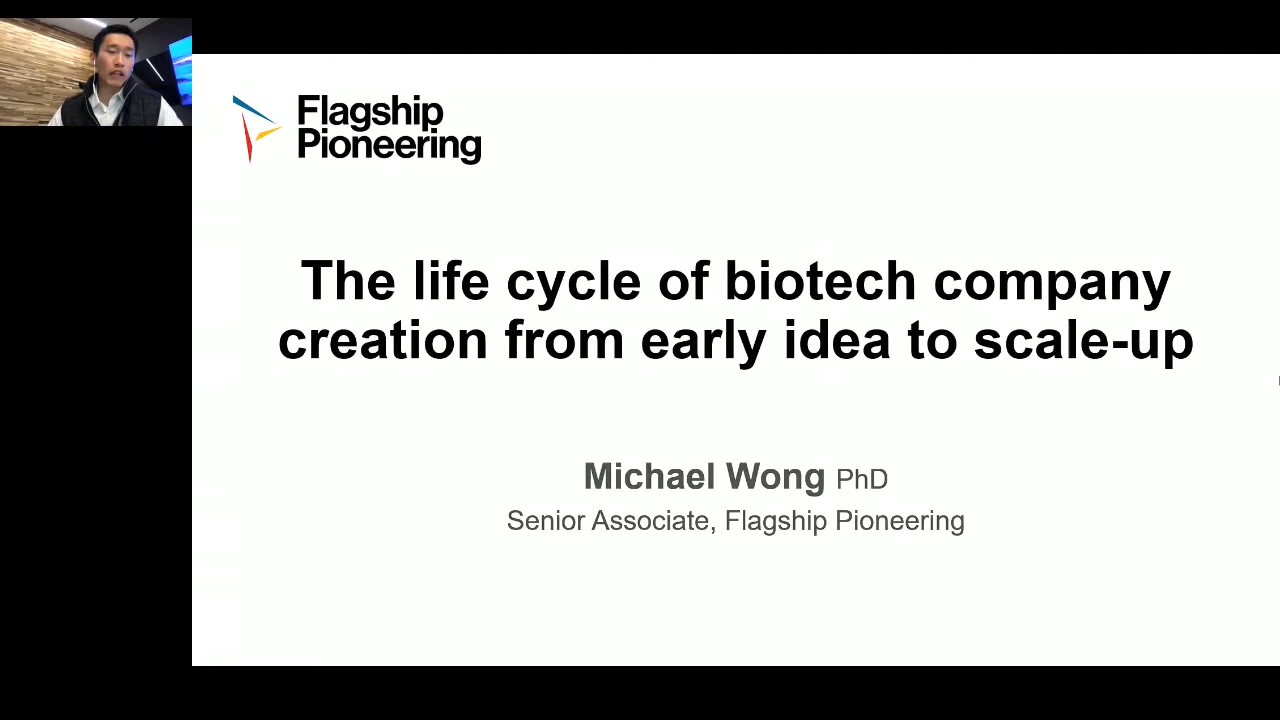 Flagship
Pioneering
The life cycle of biotech company
creation from early idea to scale-up
Michael Wong PhD
Senior Associate, Flagship Pioneering